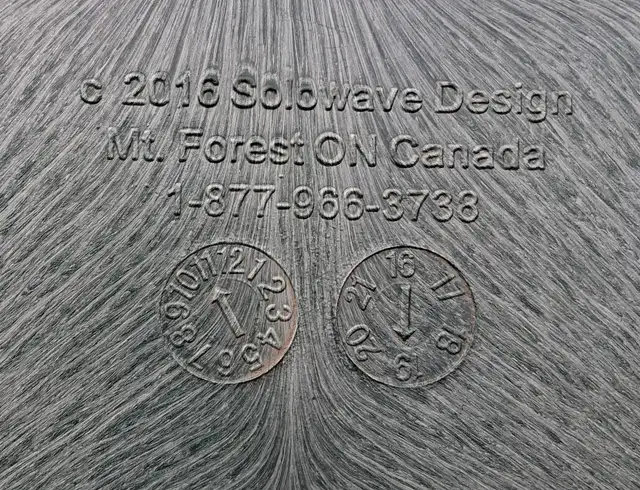 c 2016 Solowave Design
Mt. Forest ON Canada
1-877-966-3738
12 1 2 3 4 5 6 7 8 9 10 11
16 17 18 19 20 21